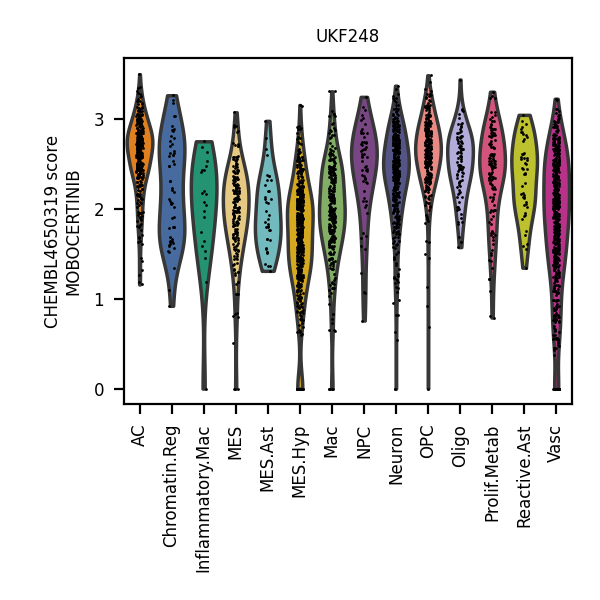 UKF248
CHEMBL4650319 score
MOBOCERTINIB
3
2
1
0
AC
Chromatin.Reg
Inflammatory.Mac
MES
MES.Ast
MES.Hyp
Mac
NPC
Neuron
OPC
Oligo
Prolif.Metab
Reactive.Ast
Vasc